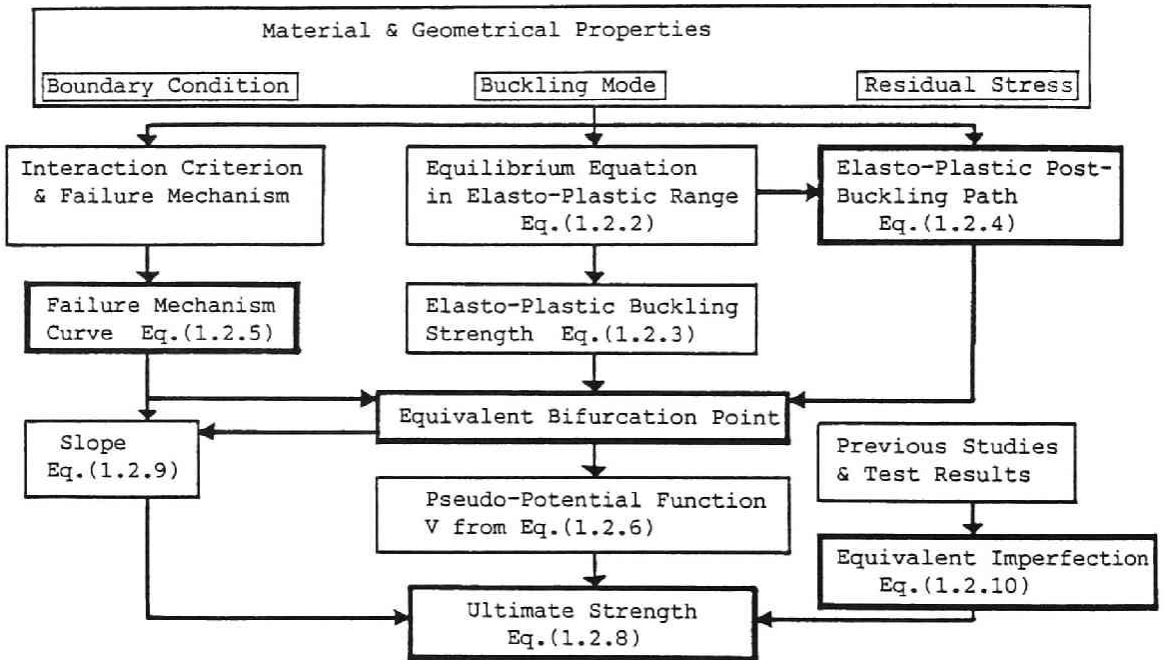 Material & Geometrical Properties
Boundary Condition
Buckling Mode
Residual Stress
Interaction Criterion
& Failure Mechanism
Equilibrium Equation
in Elasto-Plastic Range
Eq.(1.2.2)
Elasto-Plastic Post-
Buckling Path
Eq.(1.2.4)
Failure Mechanism
Curve Eq.(1.2.5)
Elasto-Plastic Buckling
Strength Eq.(1.2.3)
Equivalent Bifurcation Point
Slope
Eq.(1.2.9)
Previous Studies
& Test Results
Pseudo-Potential Function
V from Eq.(1.2.6)
Equivalent Imperfection
Eq.(1.2.10)
Ultimate Strength
Eq.(1.2.8)